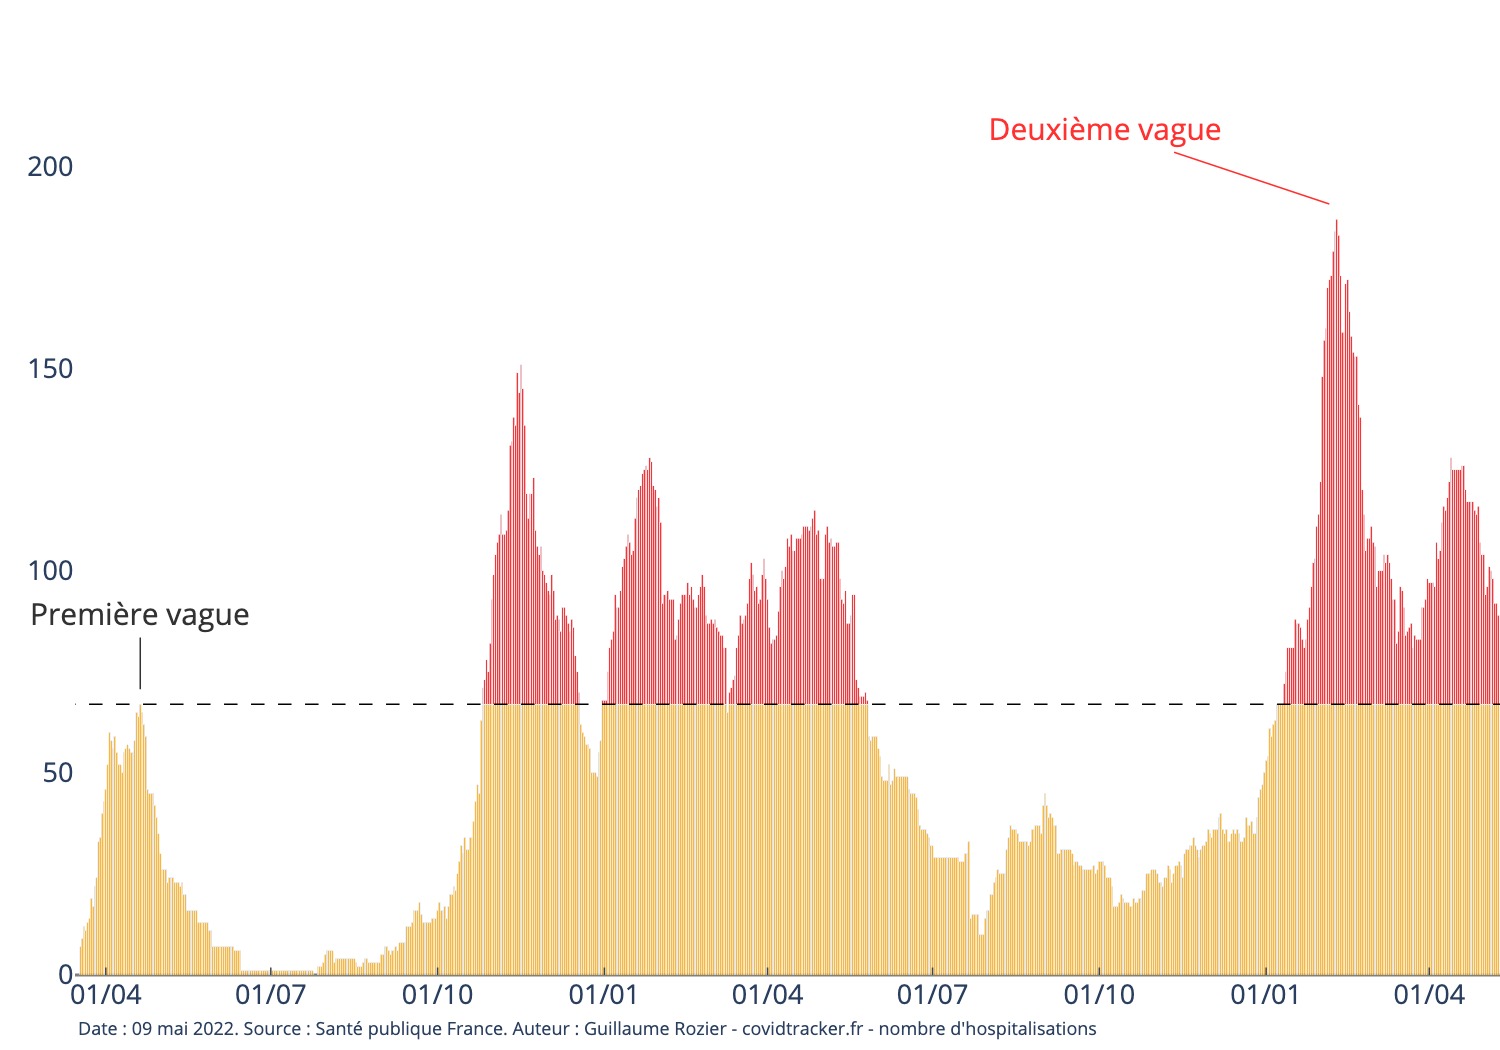 Deuxième vague
200
150
100
Première vague
50
0
01/04 01/07 01/10 01/01 01/04 01/07 01/10 01/01 01/04
Date : 09 mai 2022. Source : Santé publique France. Auteur : Guillaume Rozier - covidtracker.fr - nombre d'hospitalisations